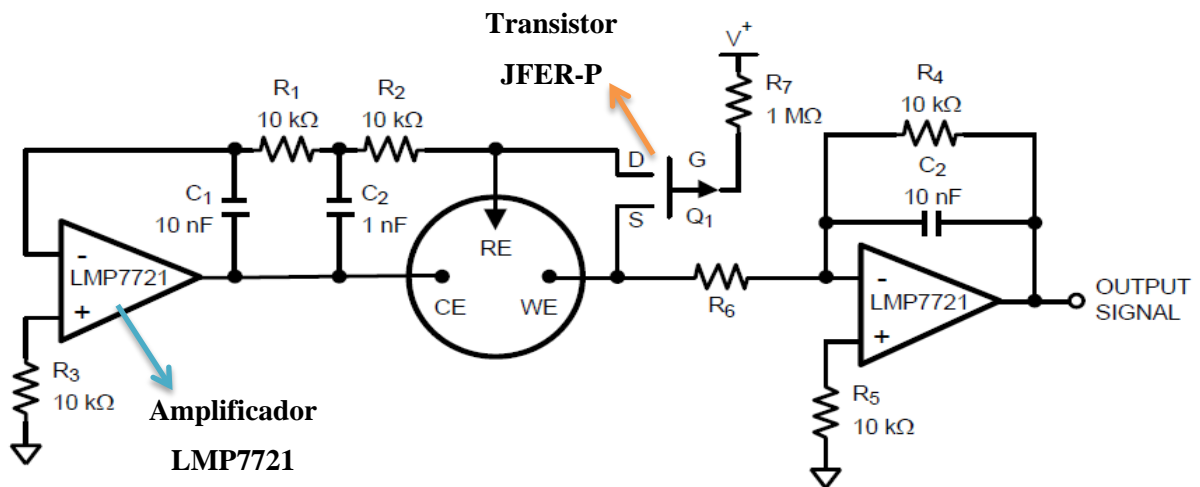 Transistor
JFER-P
V+
R1
10 kΩ
R2
10 kΩ
R7
1 MΩ
R4
10 kΩ
D
G
S
Q1
C1
10 nF
C2
1 nF
C2
10 nF
RE
CE
WE
-
LMP7721
+
R6
-
LMP7721
+
OUTPUT
SIGNAL
R3
10 kΩ
R5
10 kΩ
Amplificador
LMP7721